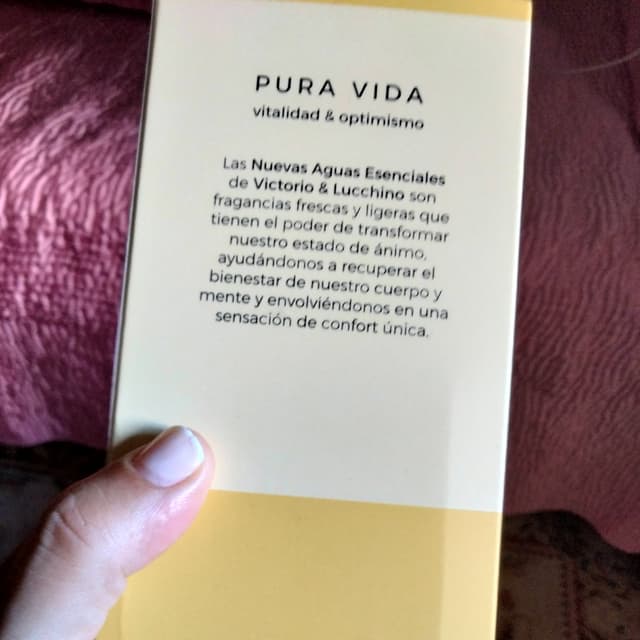 PURA VIDA
vitalidad & optimismo
Las Nuevas Aguas Esenciales
de Victorio & Lucchino son
fragancias frescas y ligeras que
tienen el poder de transformar
nuestro estado de ánimo,
ayudándonos a recuperar el
bienestar de nuestro cuerpo y
mente y envolviéndonos en una
sensación de confort única.